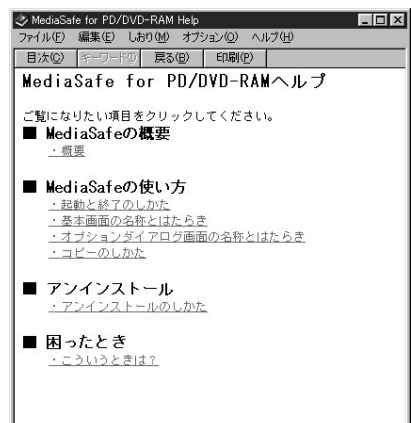 MediaSafe for PD/DVD-RAM Help
ファイル(F) 編集(E) しおり(M) オプション(O) ヘルプ(H)
目次(C) キーワード(I) 戻る(B) 印刷(P)
MediaSafe for PD/DVD-RAMヘルプ
ご覧になりたい項目をクリックしてください。
■ MediaSafeの概要
・概要
■ MediaSafeの使い方
・起動と終了のしかた
・基本画面の名称とはたらき
・オプションダイアログ画面の名称とはたらき
・コピーのしかた
■ アンインストール
・アンインストールのしかた
■ 困ったとき
・こういうときは？